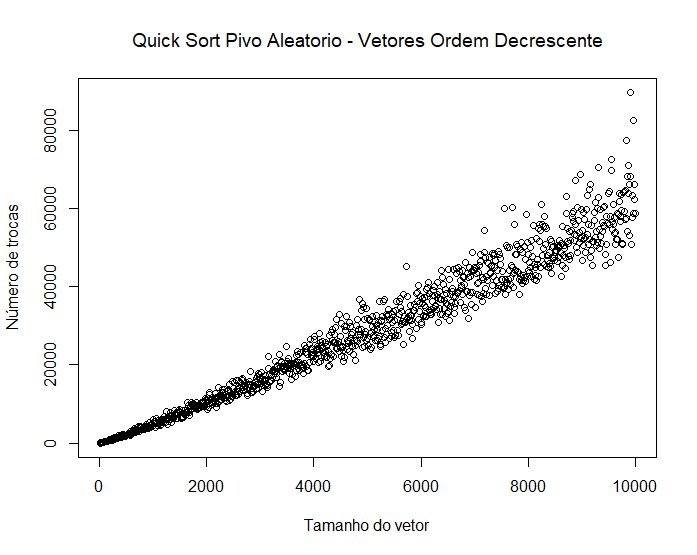 Quick Sort Pivo Aleatorio - Vetores Ordem Decrescente
Número de trocas
80000
60000
40000
20000
0
0 2000 4000 6000 8000 10000
Tamanho do vetor